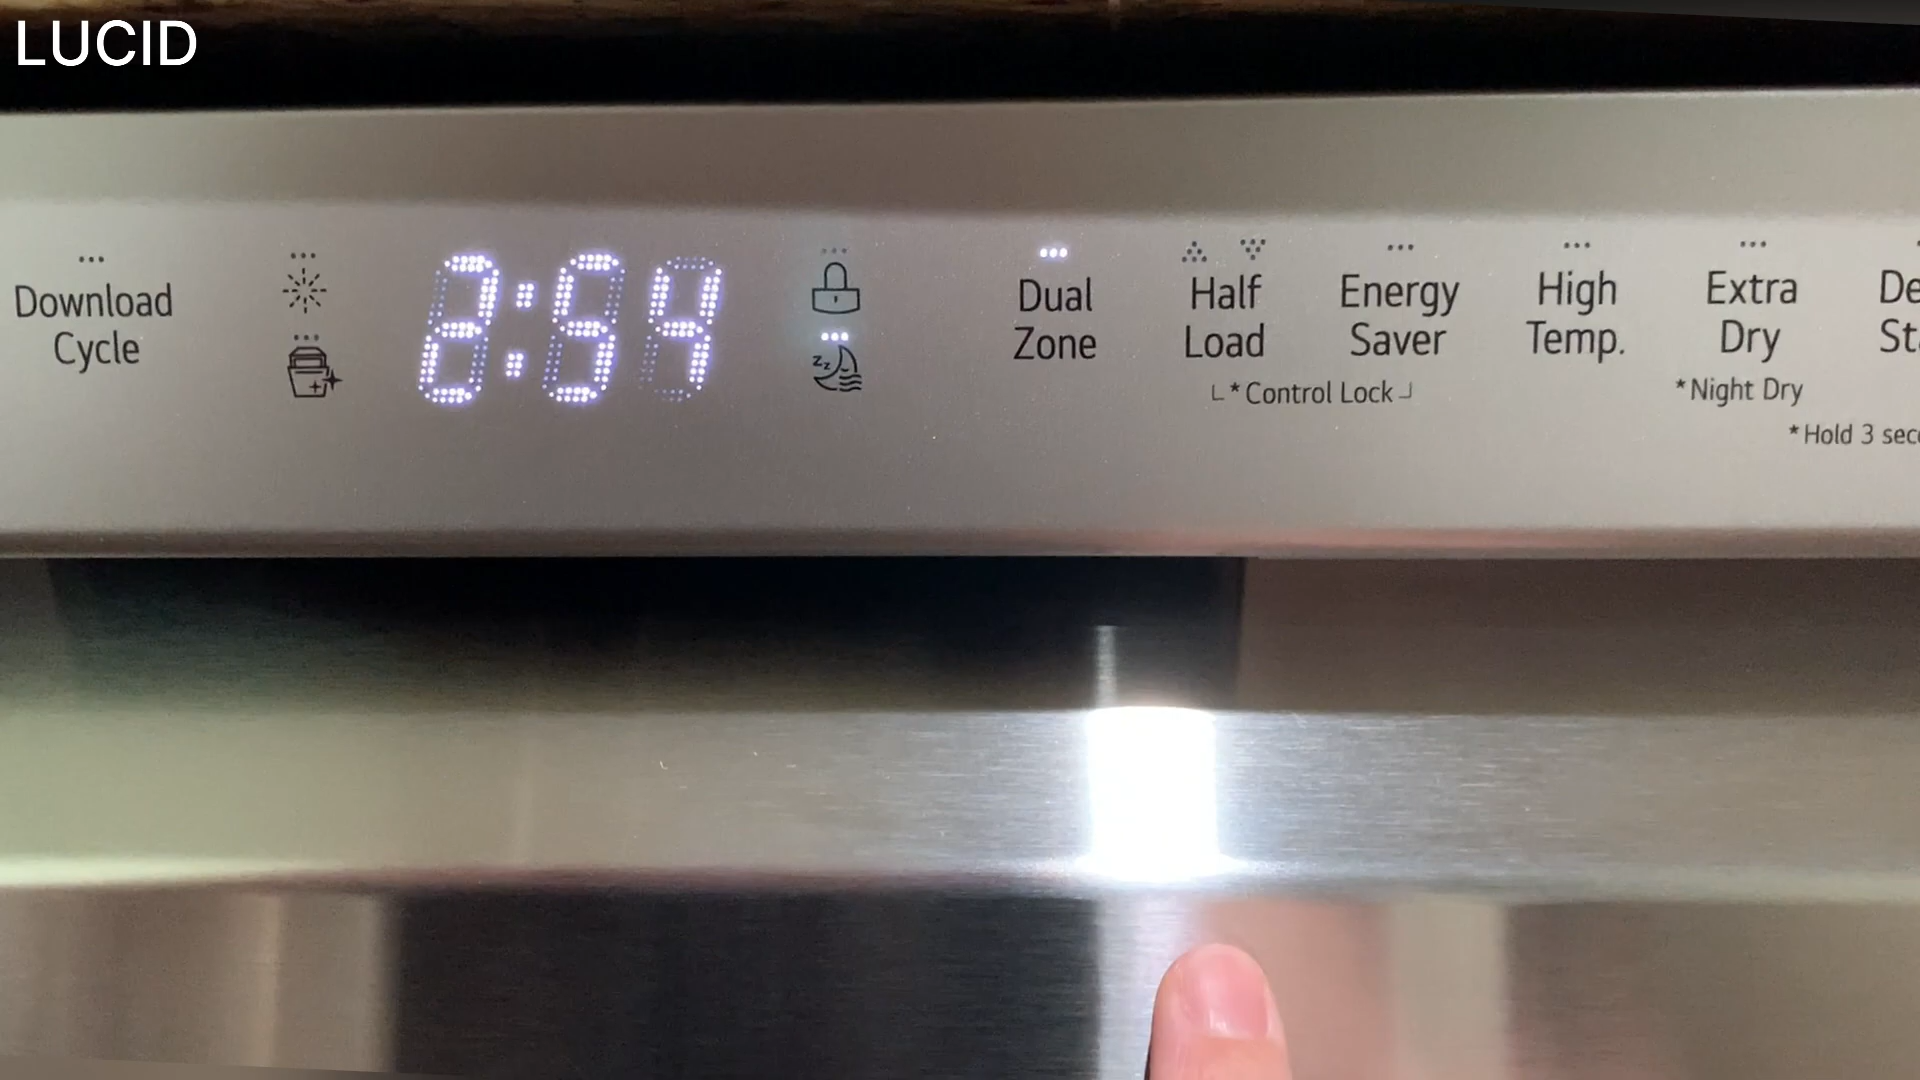 LUCID
Download
Cycle
2:54
zz
Dual
Zone
Half
Load
*Control Lock
Energy
Saver
High
Temp.
Extra
Dry
*Night Dry
*Hold 3